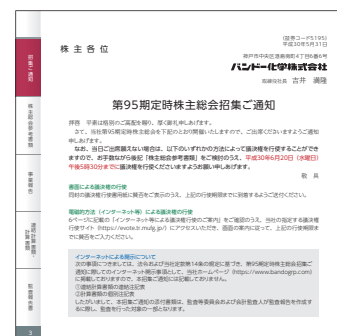 (証券コード5195)
平成30年5月31日
株 主 各 位
神戸市中央区港島南町4丁目6番6号
バンドー化学株式会社
取締役社長 吉井 満隆
第95期定時株主総会招集ご通知
拝啓 平素は格別のご高配を賜り、厚く御礼申しあげます。
さて、当社第95期定時株主総会を下記のとおり開催いたしますので、ご出席くださいますようご通知
申しあげます。
なお、当日ご出席願えない場合は、以下のいずれかの方法によって議決権を行使することができ
ますので、お手数ながら後記「株主総会参考書類」をご検討のうえ、平成30年6月20日(水曜日)
午後5時30分までに議決権を行使くださいますようお願い申しあげます。
敬 具
書面による議決権の行使
同封の議決権行使書用紙に賛否をご表示のうえ、上記の行使期限までに到着するようご送付ください。
電磁的方法(インターネット等)による議決権の行使
6ページに記載の「インターネット等による議決権の行使のご案内」をご確認のうえ、当社の指定する議決権
行使サイト(https://evote.tr.mufg.jp/)にアクセスいただき、画面の案内に従って、上記の行使期限ま
でに賛否をご入力ください。
インターネットによる開示について
次の事項につきましては、法令および当社定款第14条の規定に基づき、第95期定時株主総会招集ご
通知に際してのインターネット開示事項として、当社ホームページ(https://www.bandogrp.com)
に掲載しておりますので、本招集ご通知には記載しておりません。
①連結計算書類の連結注記表
②計算書類の個別注記表
したがいまして、本招集ご通知の添付書類は、監査等委員会および会計監査人が監査報告を作成す
るに際し、監査を行った対象の一部となります。
招集ご通知
株主総会参考書類
事業報告
連結計算書類・
計算書類
監査報告書
3